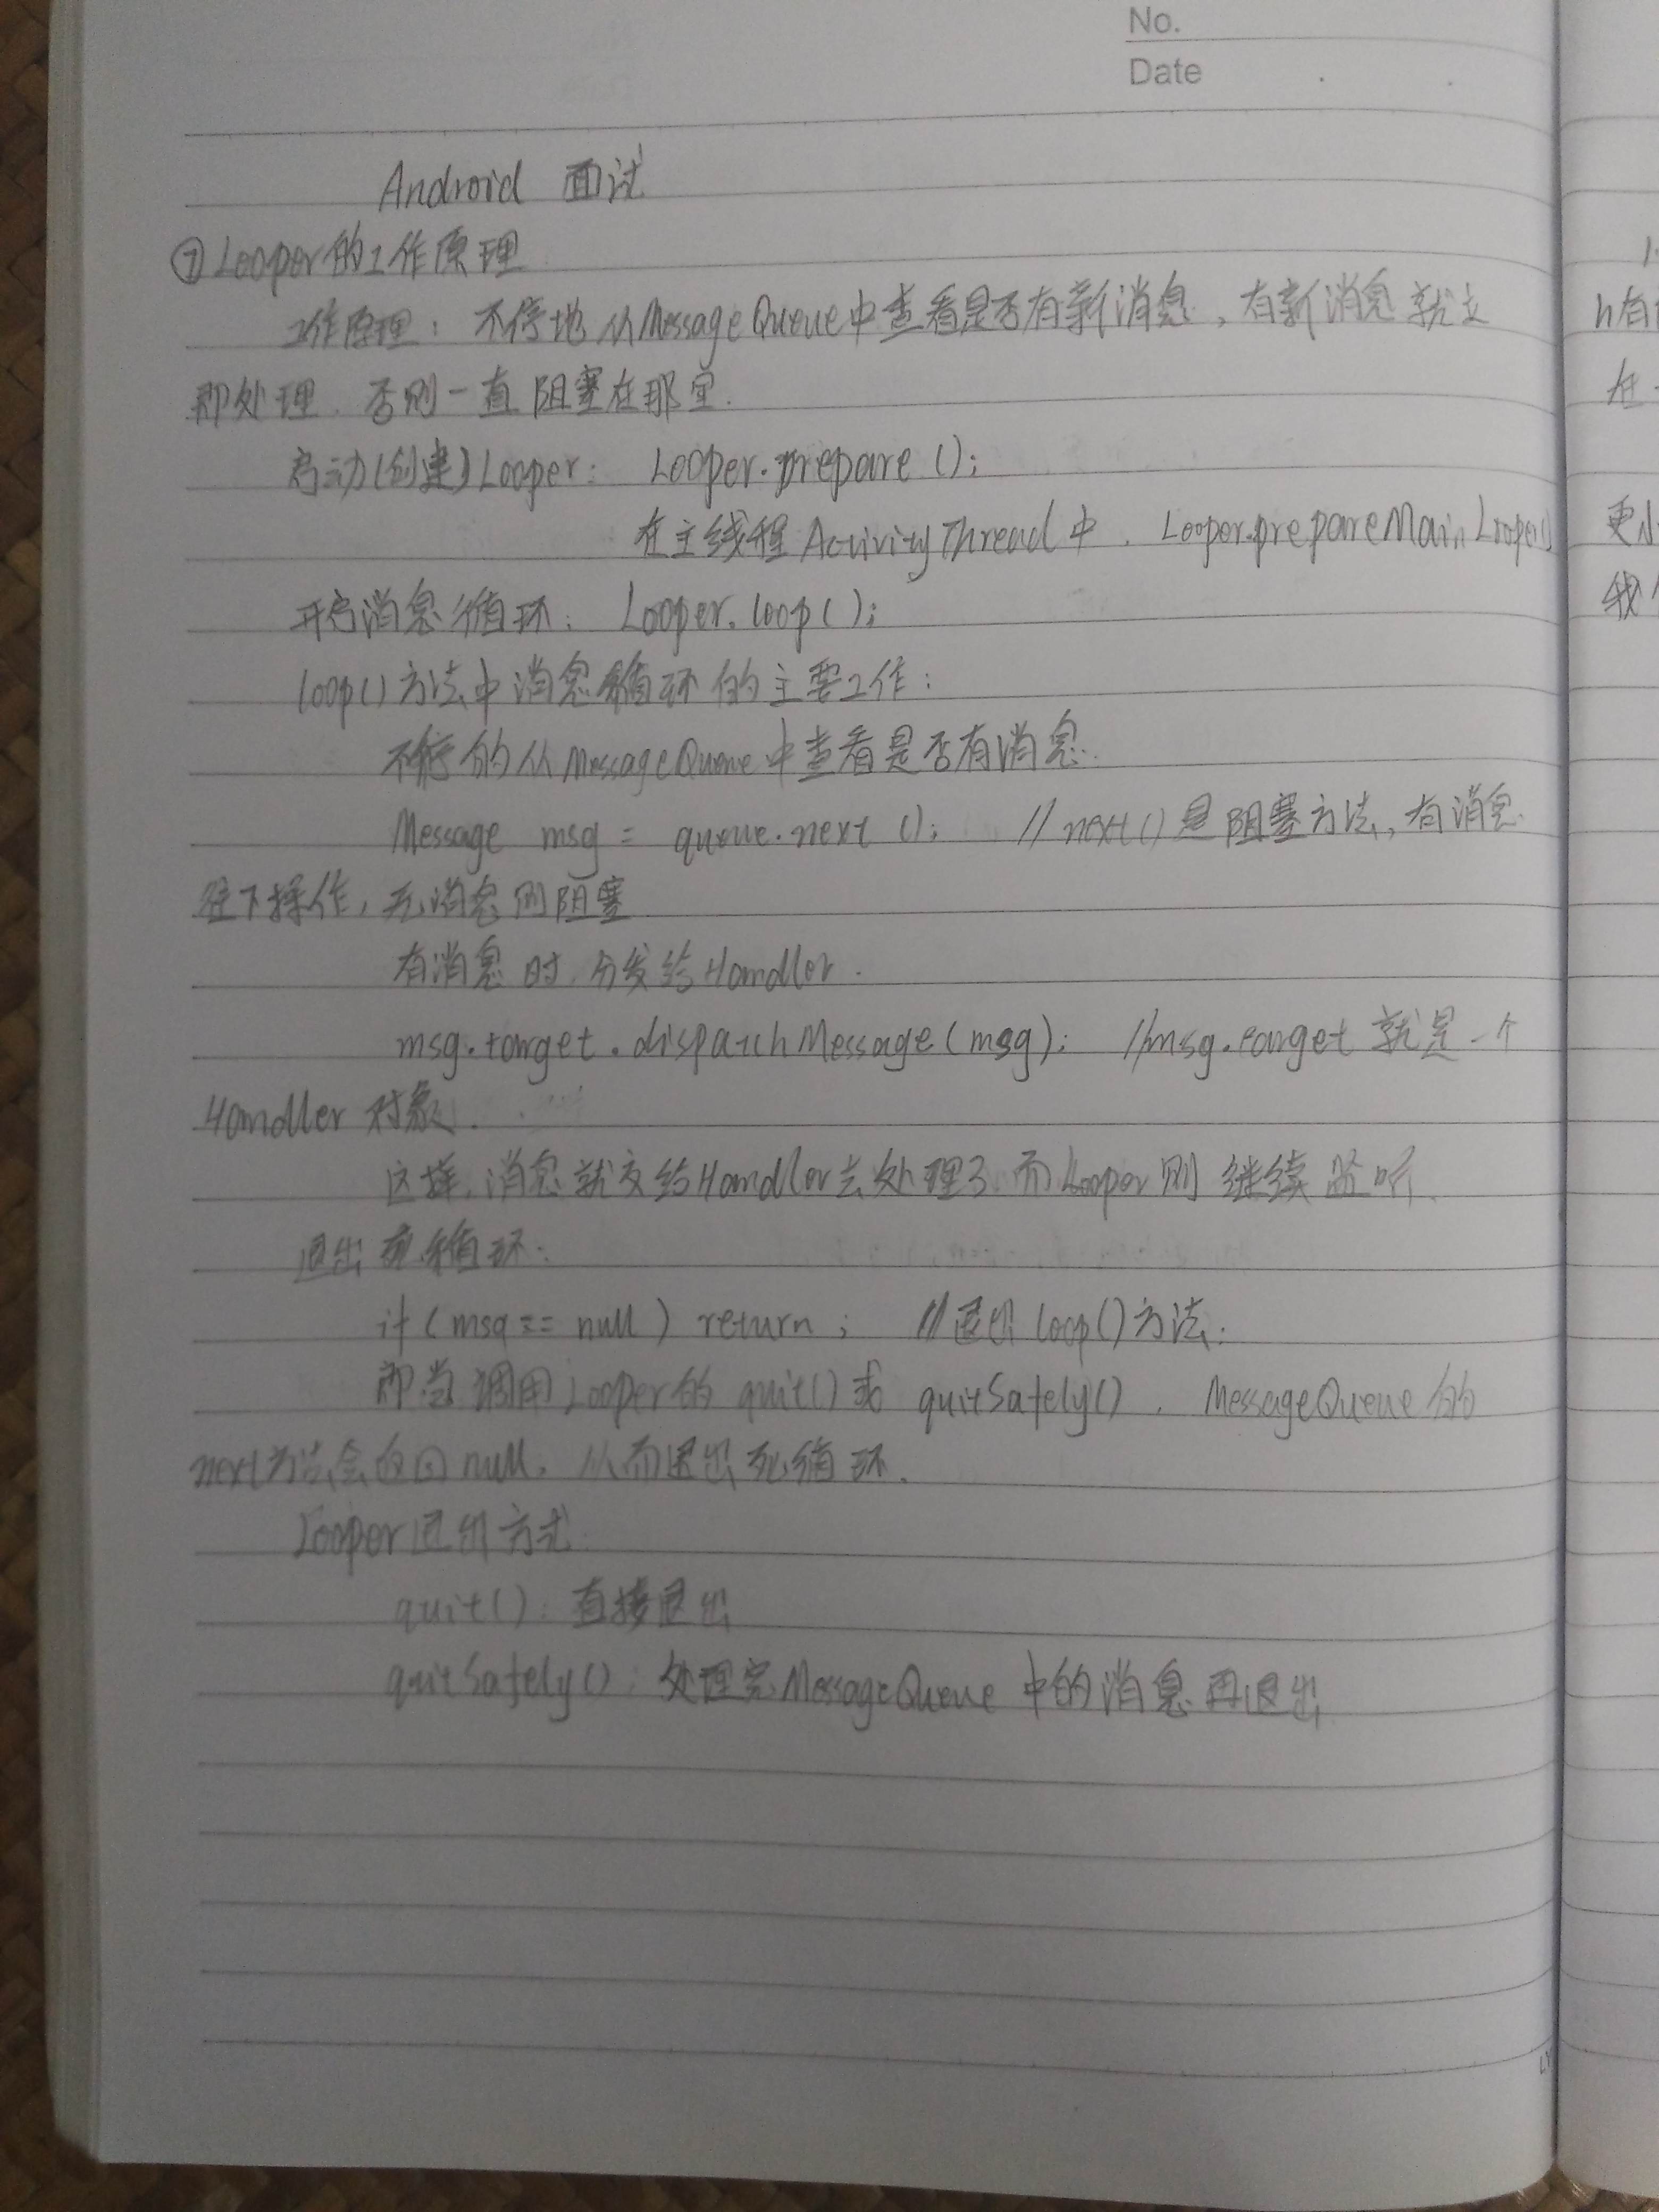 No.
Date
Android 面试
⑦Looper的工作原理
工作原理：不停地从MessageQueue中查看是否有新消息，有新消息就立
即处理，否则一直阻塞在那里.
启动(创建)Looper： Looper.prepare();
在主线程ActivityThread中，Looper.prepareMainLooper()
开启消息循环：Looper.loop();
loop()方法中消息循环的主要工作：
不停的从MessageQueue中查看是否有消息.
Message msg = queue.next(); //next()是阻塞方法，有消息
往下操作，无消息则阻塞
有消息时，分发给Handler.
msg.target.dispatchMessage(msg); //msg.target就是一个
Handler对象.
这样，消息就交给Handler去处理了，而Looper则继续监听.
退出死循环：
if(msg == null) return; //退出loop()方法.
即当调用Looper的quit()或quitSafely()，MessageQueue的
next方法会返回null，从而退出死循环.
Looper退出方式
quit()：直接退出
quitSafely()：处理完MessageQueue中的消息再退出
h有
在
更小
我